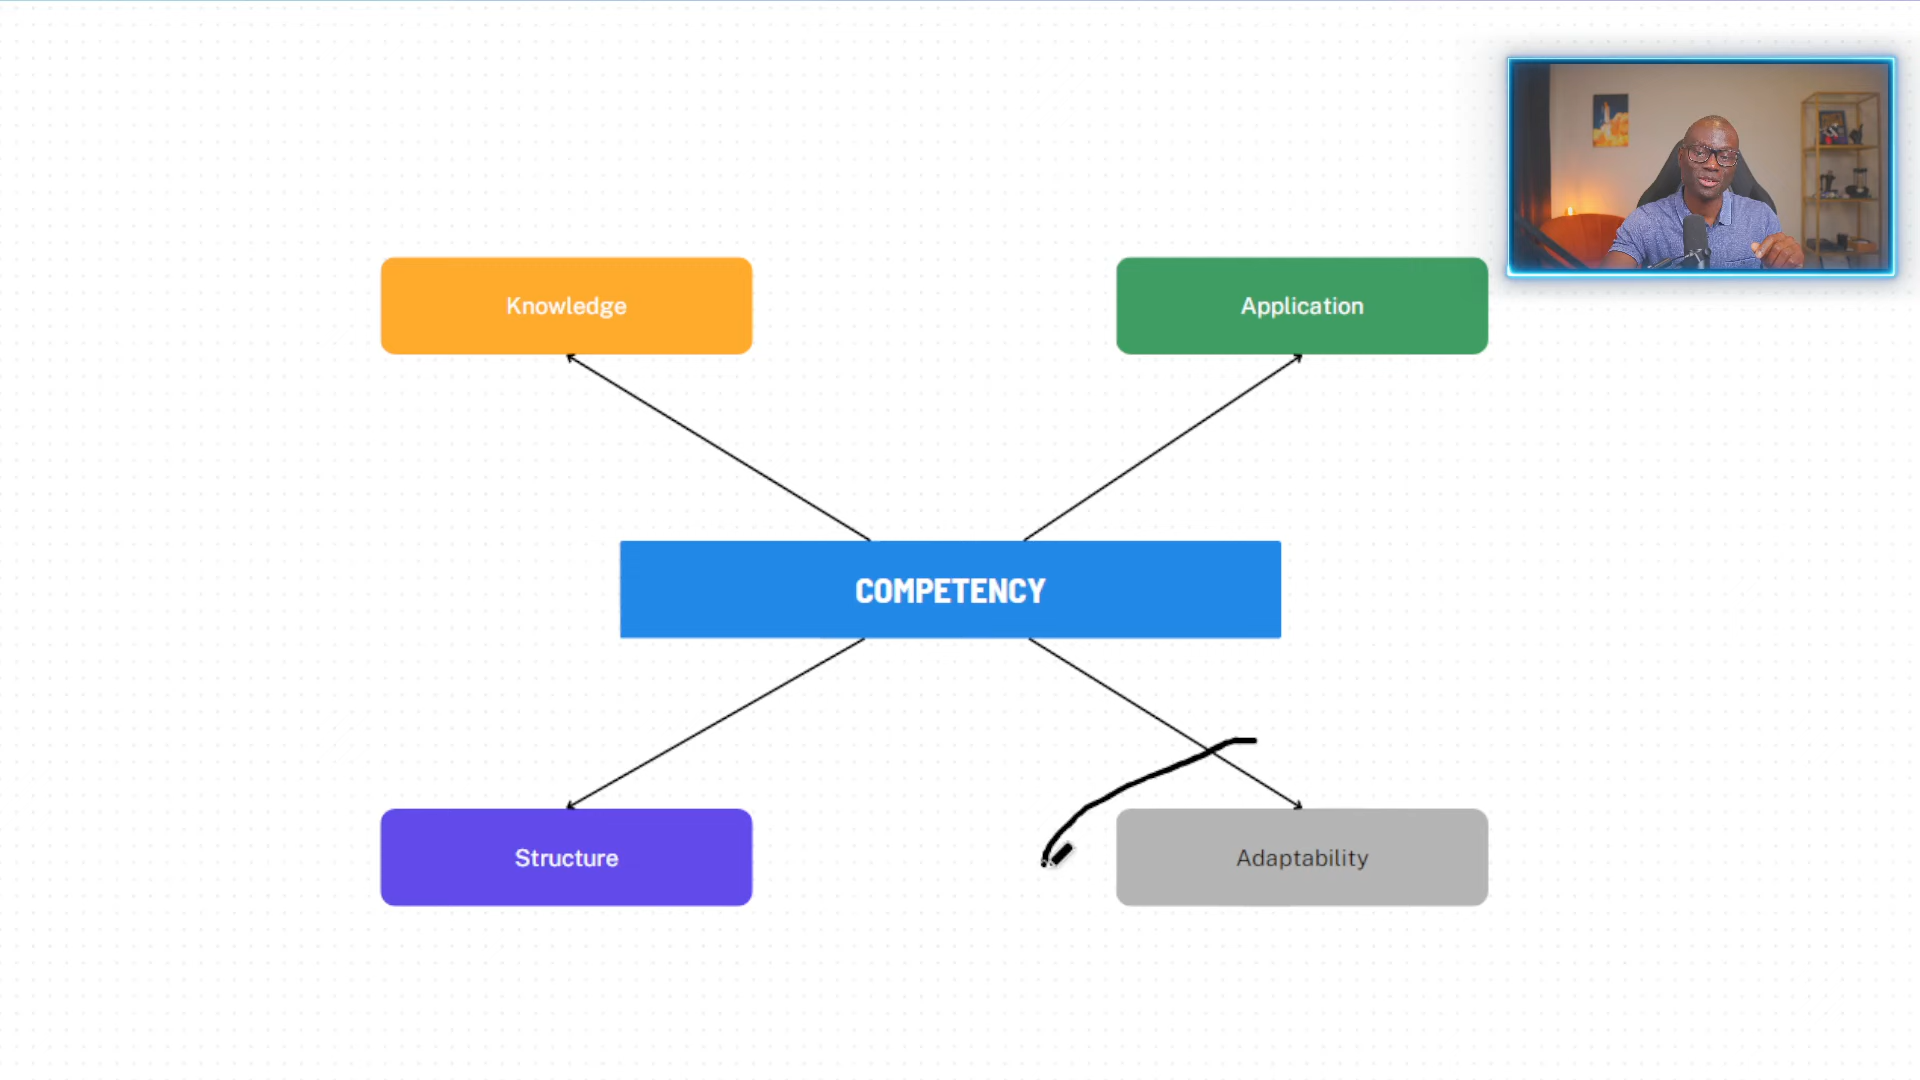 Knowledge
Application
COMPETENCY
Structure
Adaptability